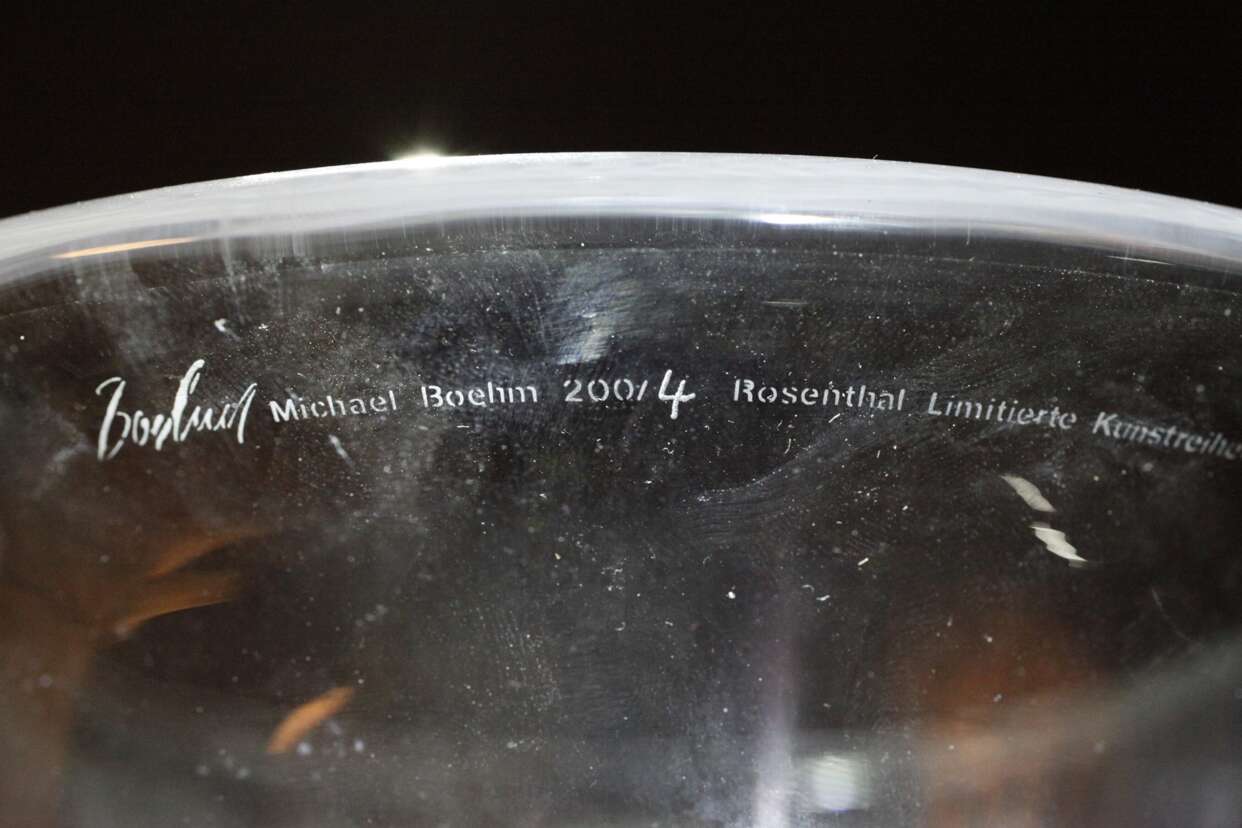 Boehm Michael Boehm 200/4 Rosenthal Limitierte Kunstreihe